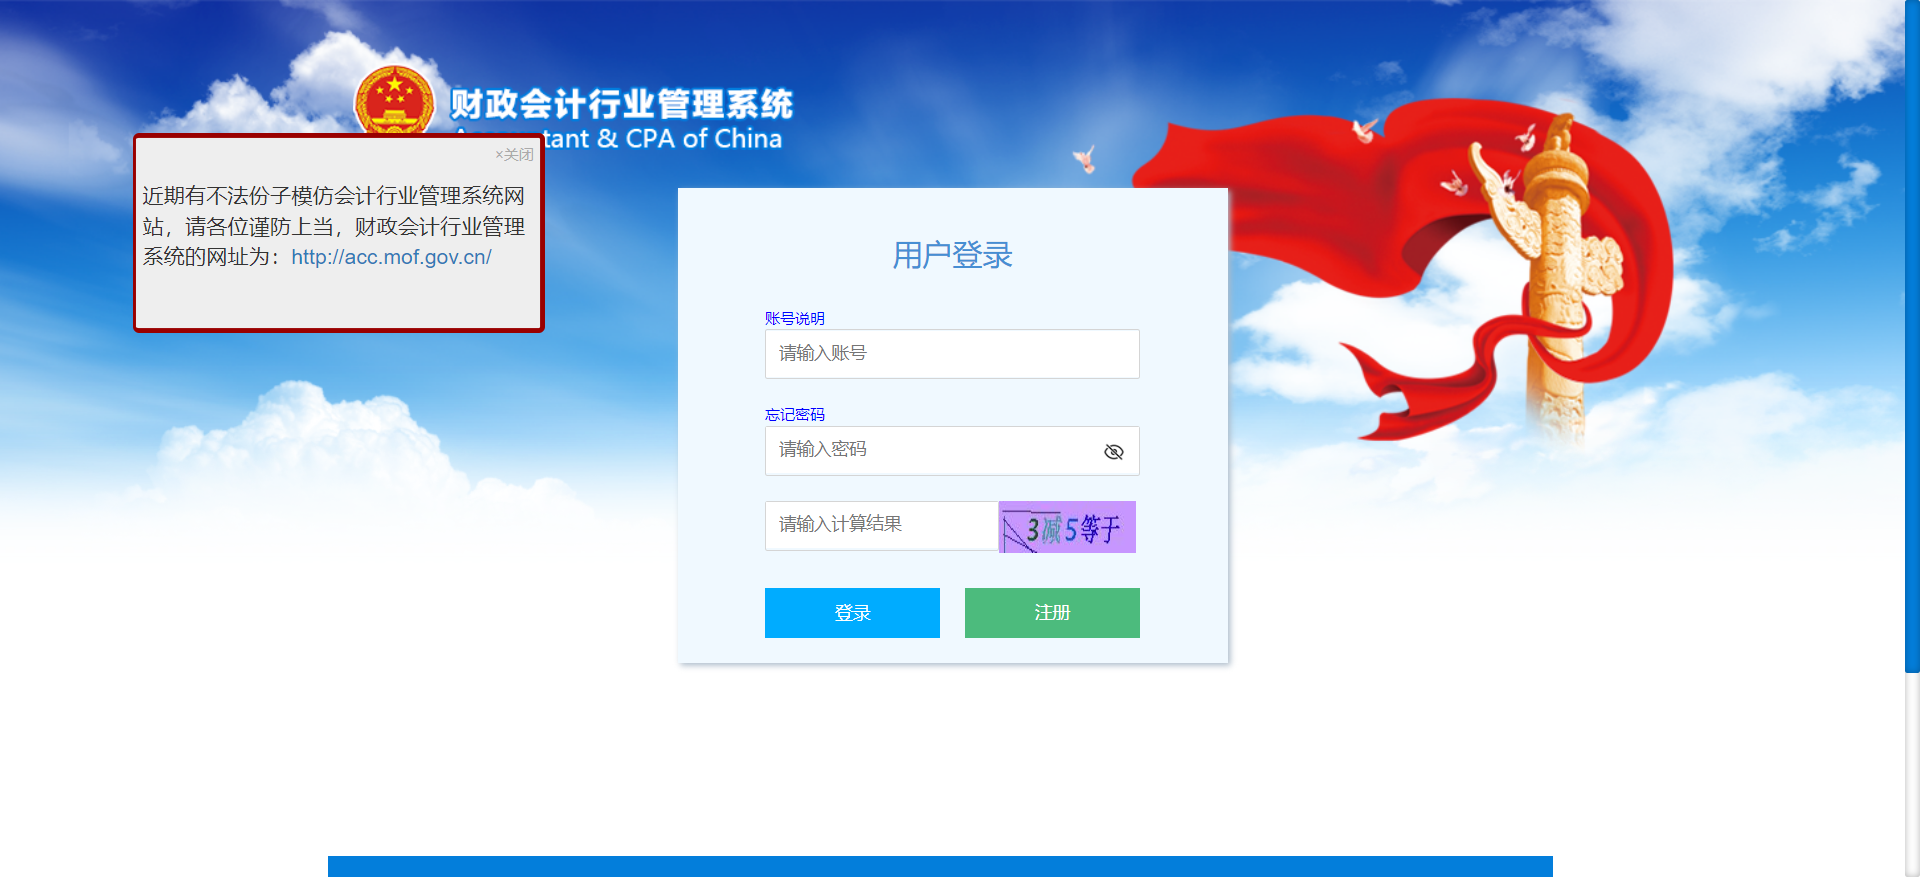 财政会计行业管理系统
tant & CPA of China
×关闭
近期有不法份子模仿会计行业管理系统网
站，请各位谨防上当，财政会计行业管理
系统的网址为：http://acc.mof.gov.cn/
用户登录
账号说明
请输入账号
忘记密码
请输入密码
请输入计算结果
3减5等于
登录
注册